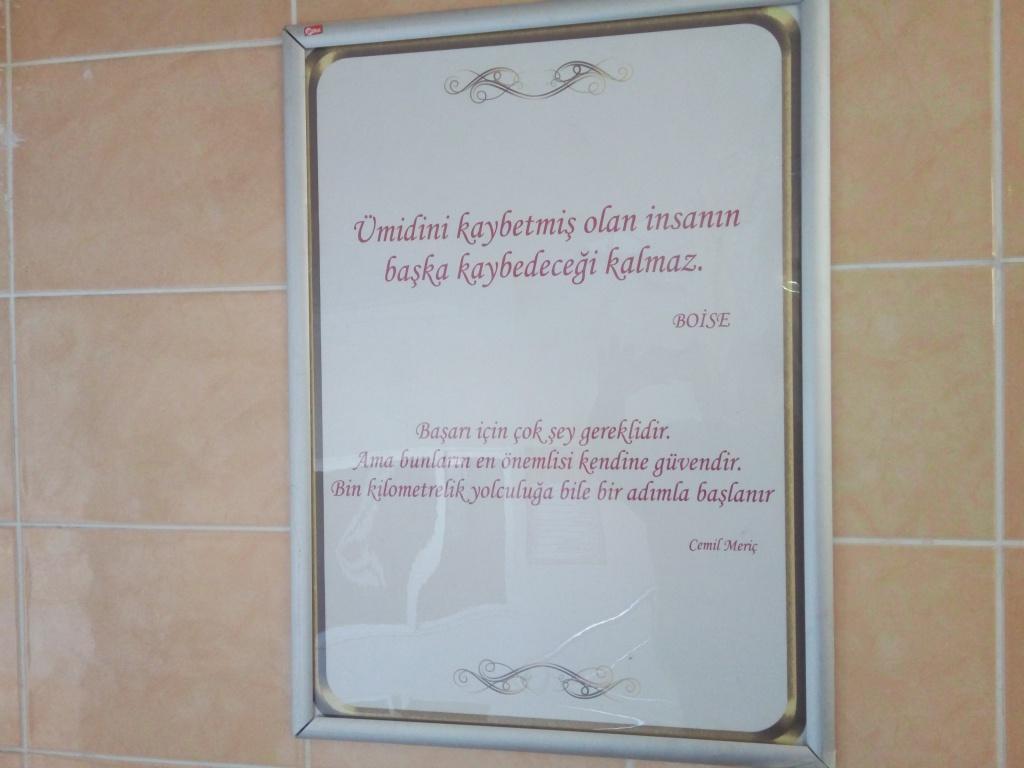 Ümidini kaybetmiş olan insanın
başka kaybedeceği kalmaz.
BOİSE
Başarı için çok şey gereklidir.
Ama bunların en önemlisi kendine güvendir.
Bin kilometrelik yolculuğa bile bir adımla başlanır
Cemil Meriç